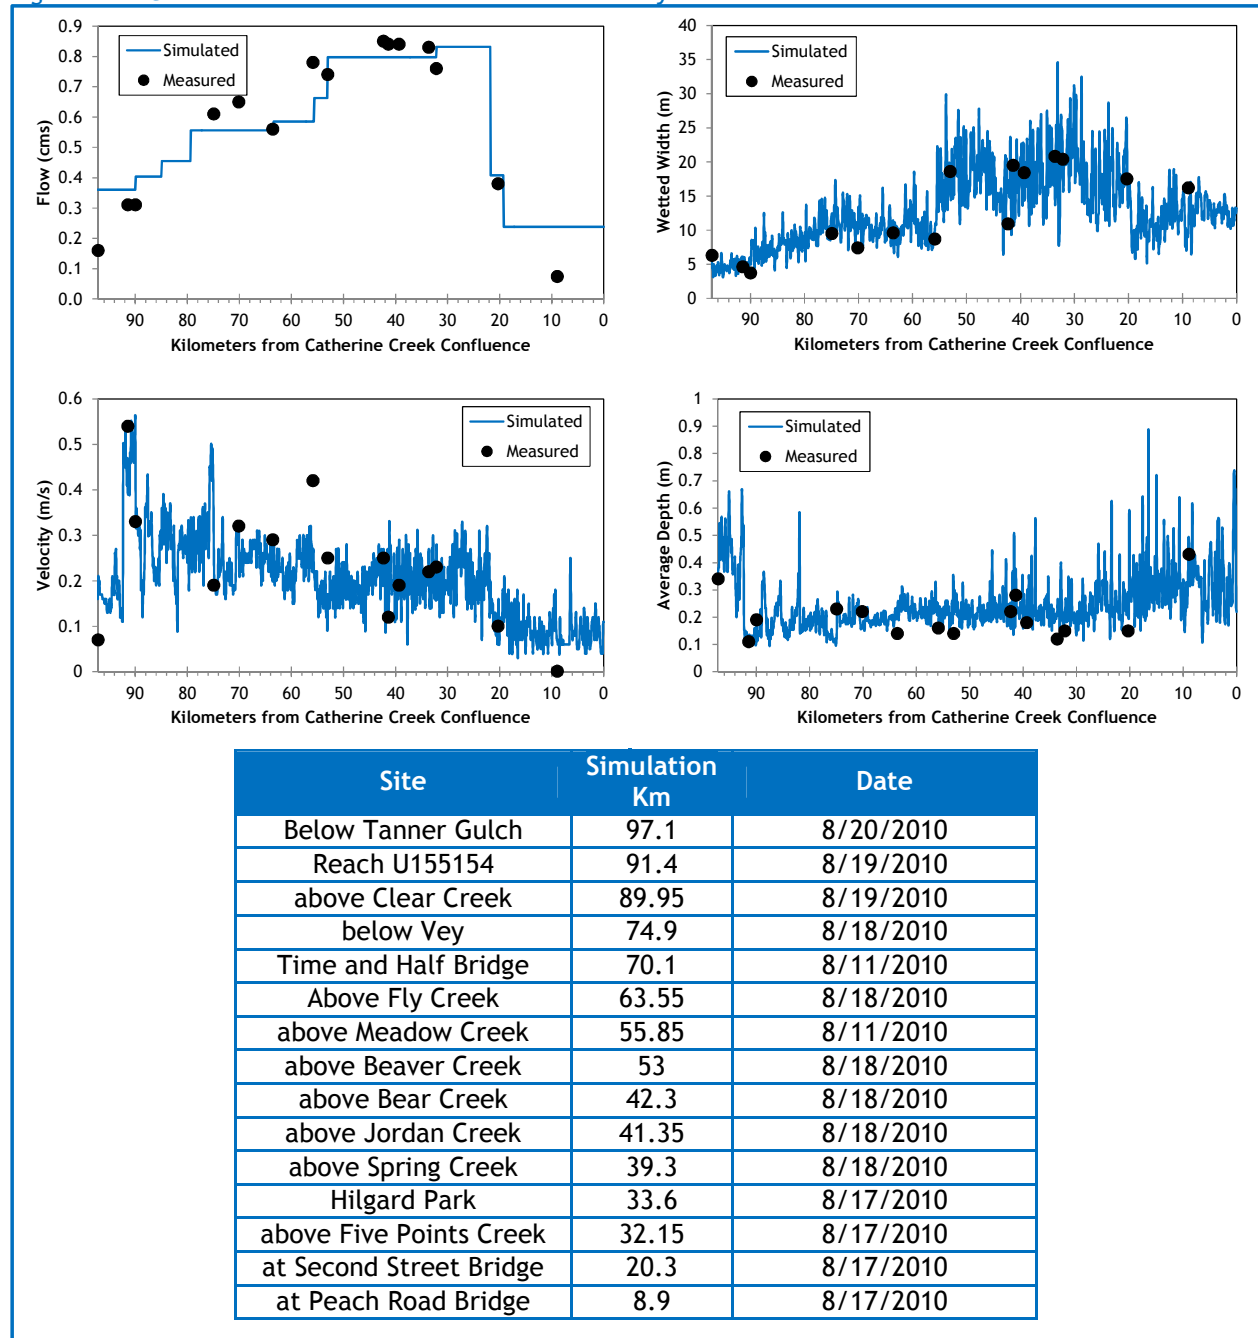 0.9
0.8
0.7
0.6
0.5
0.4
0.3
0.2
0.1
0.0
Flow (cms)
Simulated
Measured
90 80 70 60 50 40 30 20 10 0
Kilometers from Catherine Creek Confluence
40
35
30
25
20
15
10
5
0
Wetted Width (m)
Simulated
Measured
90 80 70 60 50 40 30 20 10 0
Kilometers from Catherine Creek Confluence
0.6
0.5
0.4
0.3
0.2
0.1
0
Velocity (m/s)
Simulated
Measured
90 80 70 60 50 40 30 20 10 0
Kilometers from Catherine Creek Confluence
1
0.9
0.8
0.7
0.6
0.5
0.4
0.3
0.2
0.1
0
Average Depth (m)
Simulated
Measured
90 80 70 60 50 40 30 20 10 0
Kilometers from Catherine Creek Confluence
Site Simulation Km Date
Below Tanner Gulch 97.1 8/20/2010
Reach U155154 91.4 8/19/2010
above Clear Creek 89.95 8/19/2010
below Vey 74.9 8/18/2010
Time and Half Bridge 70.1 8/11/2010
Above Fly Creek 63.55 8/18/2010
above Meadow Creek 55.85 8/11/2010
above Beaver Creek 53 8/18/2010
above Bear Creek 42.3 8/18/2010
above Jordan Creek 41.35 8/18/2010
above Spring Creek 39.3 8/18/2010
Hilgard Park 33.6 8/17/2010
above Five Points Creek 32.15 8/17/2010
at Second Street Bridge 20.3 8/17/2010
at Peach Road Bridge 8.9 8/17/2010